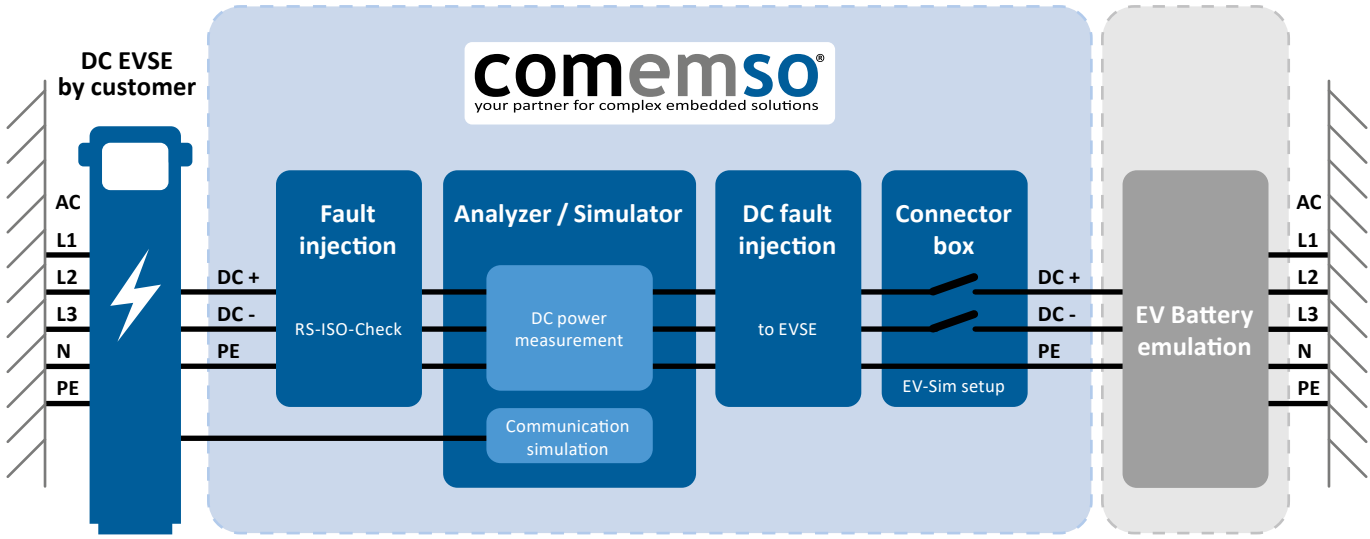 DC EVSE
by customer
AC
L1
L2
L3
N
PE
DC +
DC -
PE
comemso®
your partner for complex embedded solutions
Fault
injection
RS-ISO-Check
Analyzer / Simulator
DC power
measurement
Communication
simulation
DC fault
injection
to EVSE
Connector
box
EV-Sim setup
DC +
DC -
PE
EV Battery
emulation
AC
L1
L2
L3
N
PE